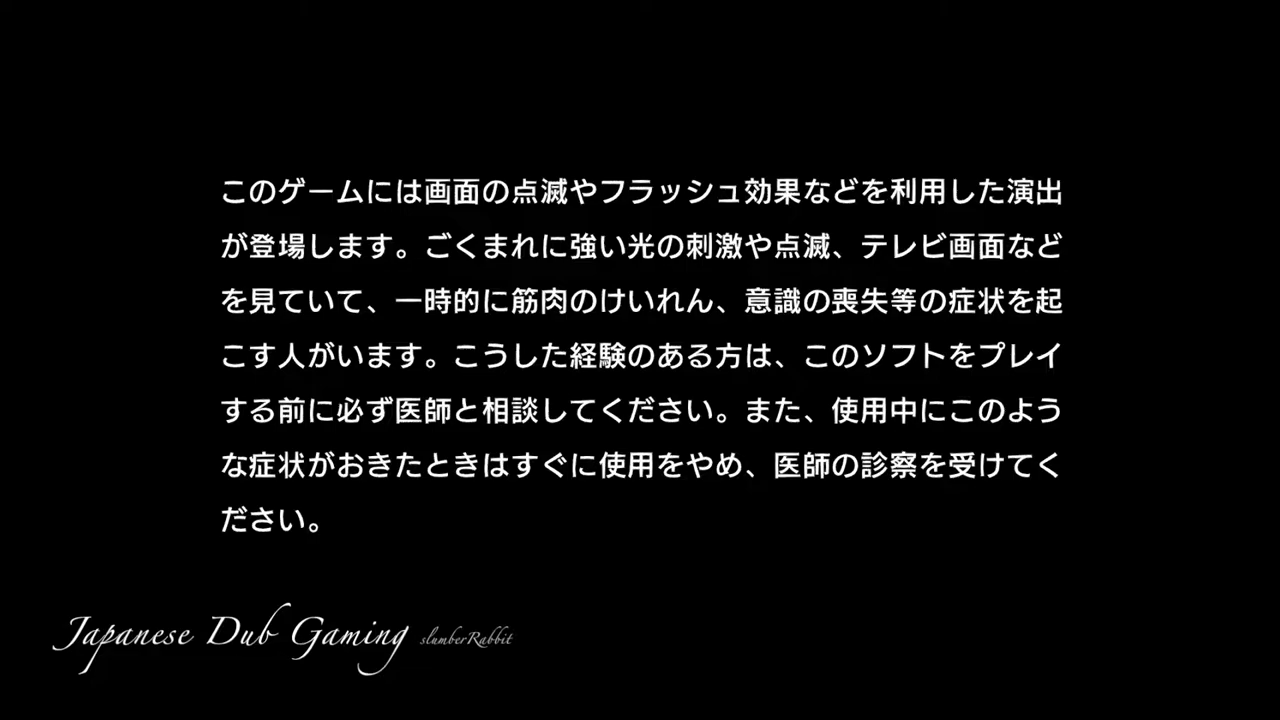 このゲームには画面の点滅やフラッシュ効果などを利用した演出
が登場します。ごくまれに強い光の刺激や点滅、テレビ画面など
を見ていて、一時的に筋肉のけいれん、意識の喪失等の症状を起
こす人がいます。こうした経験のある方は、このソフトをプレイ
する前に必ず医師と相談してください。また、使用中にこのよう
な症状がおきたときはすぐに使用をやめ、医師の診察を受けてく
ださい。
Japanese Dub Gaming slumberRabbit